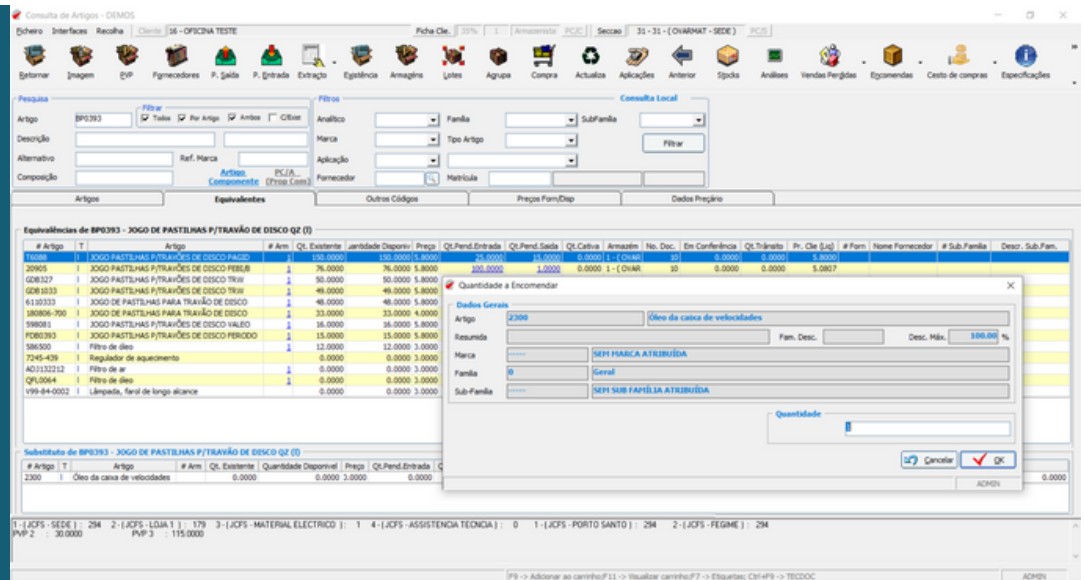 Consulta de Artigos - DEMOS
Ficheiro Interfaces Recolha Cliente 16 - OFICINA TESTE Ficha Clie. 35% 1 Armazenista PC/C Seccao 31 - 31 - ( OVARMAT - SEDE ) PC/S
Retornar Imagem PVP Fornecedores P. Saída P. Entrada Extracto Existência Armazéns Lotes Agrupa Compra Actualiza Aplicações Anterior Stocks Análises Vendas Perdidas Encomendas Cesto de compras Especificações
Pesquisa Filtrar Filtros Consulta Local
Artigo BP0393 Todos Por Artigo Ambos C/Exist Analítico Família SubFamília
Descrição Marca Tipo Artigo Filtrar
Alternativo Ref. Marca Aplicação
Composição Artigo Componente PC/A (Prop Com) Fornecedor Matrícula
Artigos Equivalentes Outros Códigos Preços Forn/Disp Dados Preçário
Equivalências de BP0393 - JOGO DE PASTILHAS P/TRAVÃO DE DISCO QZ (I)
# Artigo T Artigo # Arm Qt. Existente uantidade Disponív Preço Qt.Pend.Entrada Qt.Pend.Saída Qt.Cativa Armazém No. Doc. Em Conferência Qt.Trânsito Pr. Clie (Liq) # Forn Nome Fornecedor # Sub.Família Descr. Sub.Fam.
T6088 I JOGO PASTILHAS P/TRAVÕES DE DISCO PAGID 1 150.0000 150.0000 5.8000 25.0000 15.0000 0.0000 1 - ( OVAR 10 0.0000 0.0000 5.8000
20905 I JOGO PASTILHAS P/TRAVÕES DE DISCO FEBI/B 1 76.0000 76.0000 5.8000 100.0000 1.0000 0.0000 1 - ( OVAR 10 0.0000 0.0000 5.0807
GDB327 I JOGO PASTILHAS P/TRAVÕES DE DISCO TRW 1 50.0000 50.0000 5.8000
GDB1033 I JOGO PASTILHAS P/TRAVÕES DE DISCO TRW 1 49.0000 49.0000 5.8000
6110333 I JOGO DE PASTILHAS PARA TRAVÃO DE DISCO 1 48.0000 48.0000 5.8000
180806-700 I JOGO DE PASTILHAS PARA TRAVÃO DE DISCO 1 33.0000 33.0000 4.0000
598081 I JOGO PASTILHAS P/TRAVÕES DE DISCO VALEO 1 16.0000 16.0000 5.8000
FDB0393 I JOGO PASTILHAS P/TRAVÕES DE DISCO FERODO 1 15.0000 15.0000 5.8000
586500 I Filtro de óleo 1 12.0000 12.0000 3.0000
7245-439 I Regulador de aquecimento 0.0000 0.0000 3.0000
ADJ132212 I Filtro de ar 1 0.0000 0.0000 3.0000
QFL0064 I Filtro de óleo 1 0.0000 0.0000 3.0000
V99-84-0002 I Lâmpada, farol de longo alcance 0.0000 0.0000 3.0000
Quantidade a Encomendar
Dados Gerais
Artigo 2300 Óleo da caixa de velocidades
Resumida Fam. Desc. Desc. Máx. 100.00 %
Marca ----- SEM MARCA ATRIBUÍDA
Família 0 Geral
Sub-Família ----- SEM SUB FAMÍLIA ATRIBUÍDA
Quantidade
1
Cancelar OK
ADMIN
Substituto de BP0393 - JOGO DE PASTILHAS P/TRAVÃO DE DISCO QZ (I)
# Artigo T Artigo # Arm Qt. Existente Quantidade Disponível Preço Qt.Pend.Entrada
2300 I Óleo da caixa de velocidades 0.0000 0.0000 3.0000 0.0000 0.0000
1 - ( JCFS - SEDE ) : 294 2 - ( JCFS - LOJA 1 ) : 179 3 - ( JCFS - MATERIAL ELECTRICO ) : 1 4 - ( JCFS - ASSISTENCIA TECNCIA ) : 0 1 - ( JCFS - PORTO SANTO ) : 294 2 - ( JCFS - FEGIME ) : 294
PVP 2 : 30.0000 PVP 3 : 115.0000
F9 -> Adicionar ao carrinho;F11 -> Visualizar carrinho;F7 -> Etiquetas; Ctrl+F9 -> TECDOC ADMIN